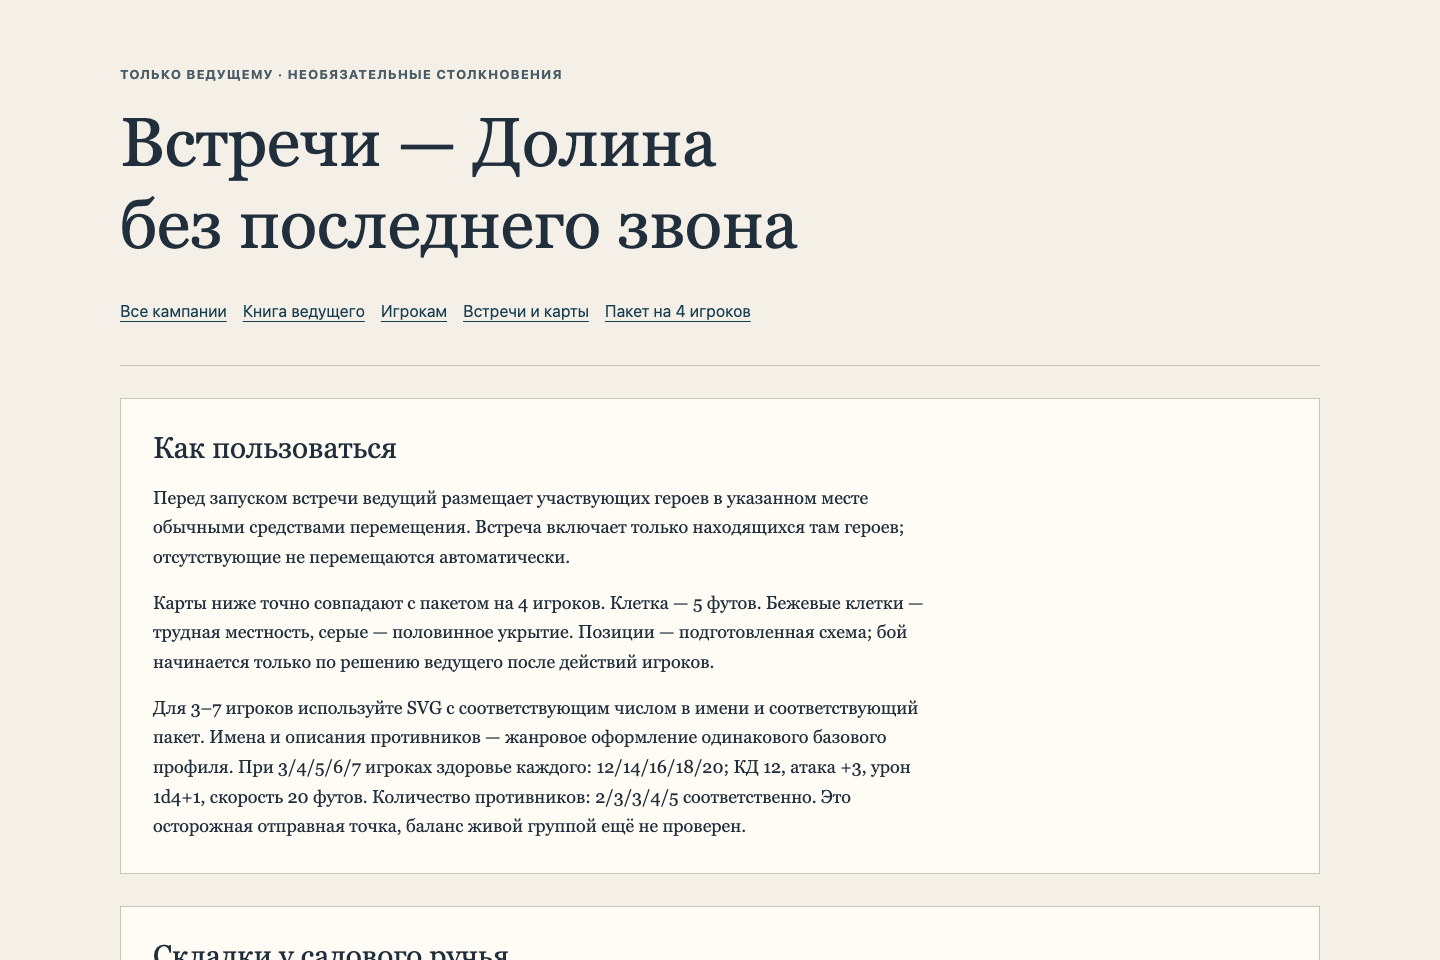 ТОЛЬКО ВЕДУЩЕМУ · НЕОБЯЗАТЕЛЬНЫЕ СТОЛКНОВЕНИЯ
Встречи — Долина
без последнего звона
Все кампании Книга ведущего Игрокам Встречи и карты Пакет на 4 игроков
Как пользоваться
Перед запуском встречи ведущий размещает участвующих героев в указанном месте
обычными средствами перемещения. Встреча включает только находящихся там героев;
отсутствующие не перемещаются автоматически.
Карты ниже точно совпадают с пакетом на 4 игроков. Клетка — 5 футов. Бежевые клетки —
трудная местность, серые — половинное укрытие. Позиции — подготовленная схема; бой
начинается только по решению ведущего после действий игроков.
Для 3–7 игроков используйте SVG с соответствующим числом в имени и соответствующий
пакет. Имена и описания противников — жанровое оформление одинакового базового
профиля. При 3/4/5/6/7 игроках здоровье каждого: 12/14/16/18/20; КД 12, атака +3, урон
1d4+1, скорость 20 футов. Количество противников: 2/3/3/4/5 соответственно. Это
осторожная отправная точка, баланс живой группой ещё не проверен.
Складки у садового ручья